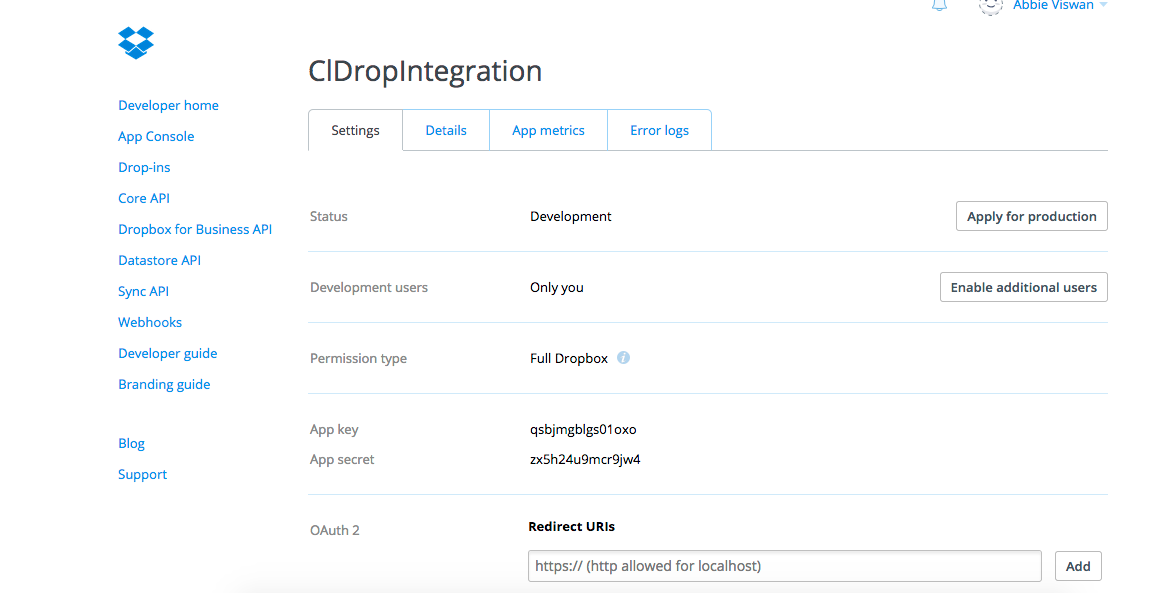 Abbie Viswan
ClDropIntegration
Developer home
App Console
Drop-ins
Core API
Dropbox for Business API
Datastore API
Sync API
Webhooks
Developer guide
Branding guide
Blog
Support
Settings
Details
App metrics
Error logs
Status
Development
Apply for production
Development users
Only you
Enable additional users
Permission type
Full Dropbox
App key
qsbjmgblgs01oxo
App secret
zx5h24u9mcr9jw4
OAuth 2
Redirect URIs
https:// (http allowed for localhost)
Add